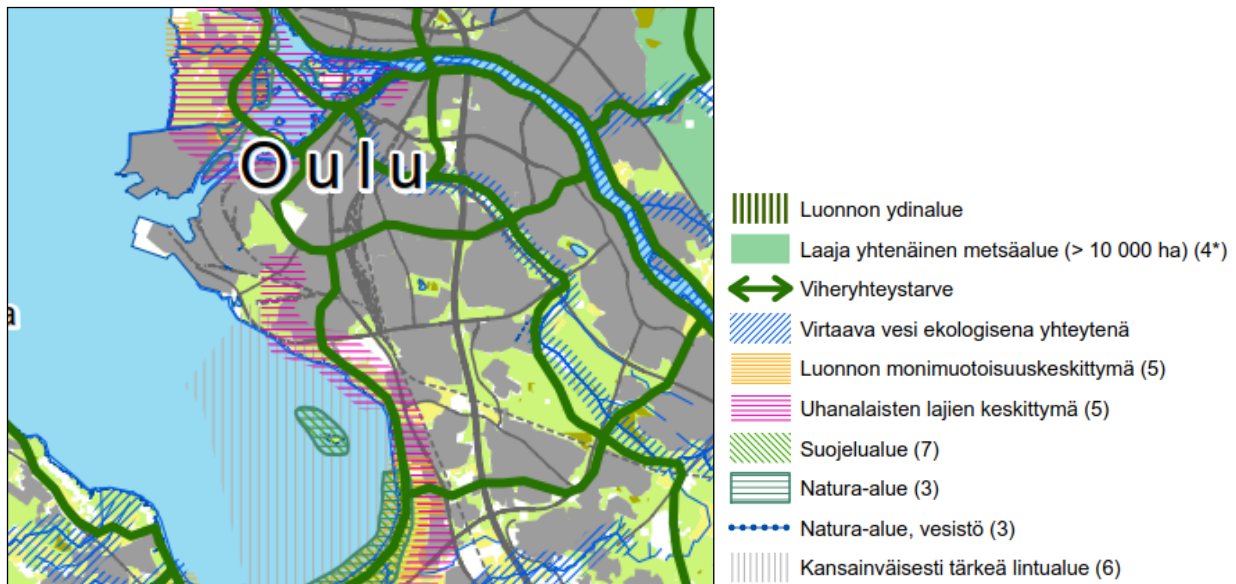 Oulu
a
Luonnon ydinalue
Laaja yhtenäinen metsäalue (> 10 000 ha) (4*)
Viheryhteystarve
Virtaava vesi ekologisena yhteytenä
Luonnon monimuotoisuuskeskittymä (5)
Uhanalaisten lajien keskittymä (5)
Suojelualue (7)
Natura-alue (3)
Natura-alue, vesistö (3)
Kansainväisesti tärkeä lintualue (6)